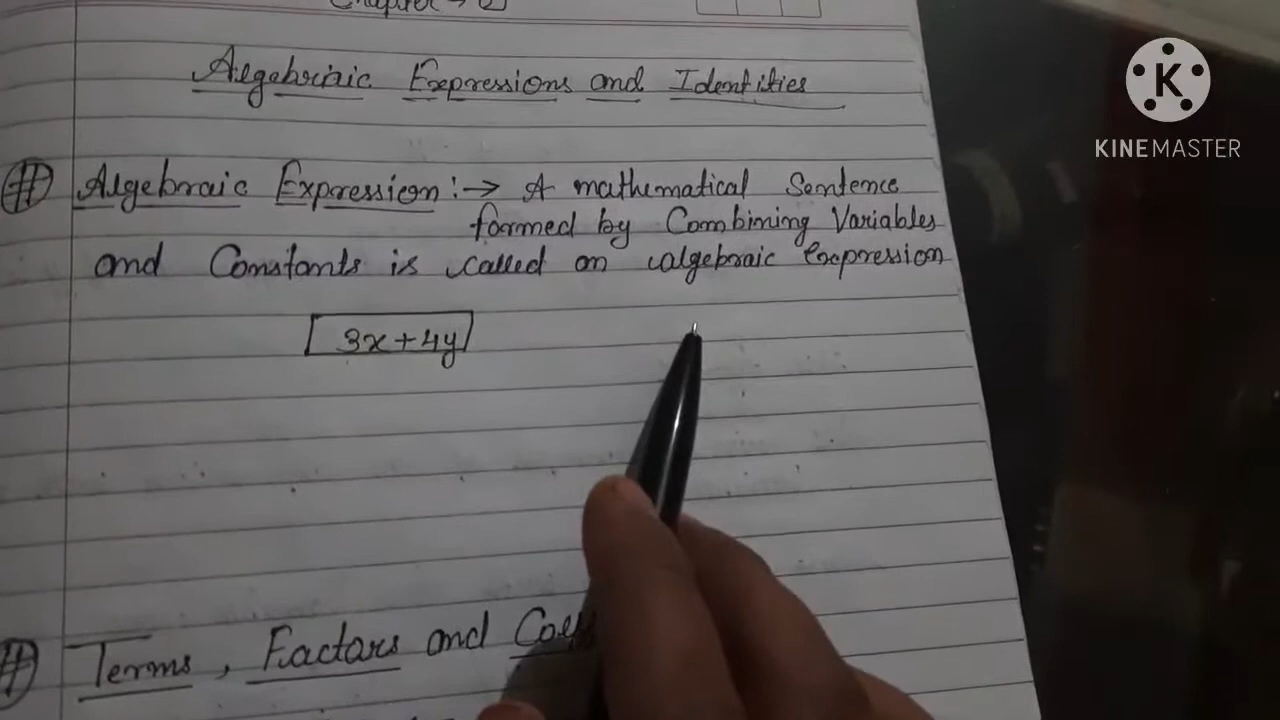 Chapter →
Algebraic Expressions and Identities
# Algebraic Expression :→ A mathematical Sentence
formed by Combining Variables
and Constants is called an algebraic Expression
3x+4y
# Terms, Factors and
K
KINEMASTER